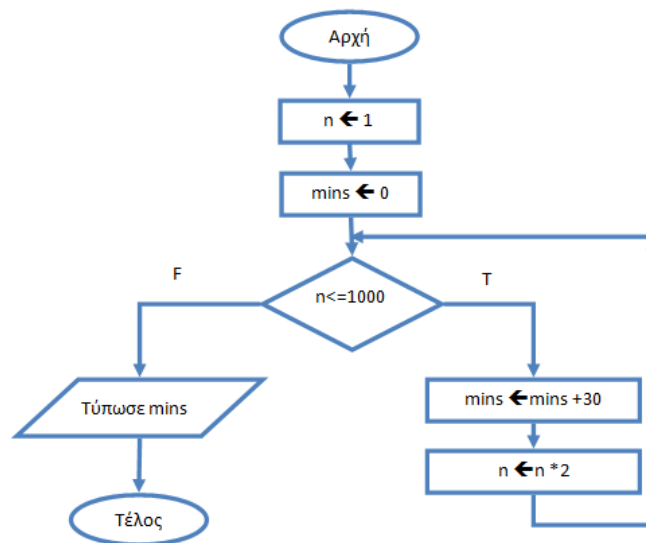 Αρχή
n 🡸 1
mins 🡸 0
n<=1000
F
T
Τύπωσε mins
mins 🡸mins +30
n 🡸n *2
Τέλος